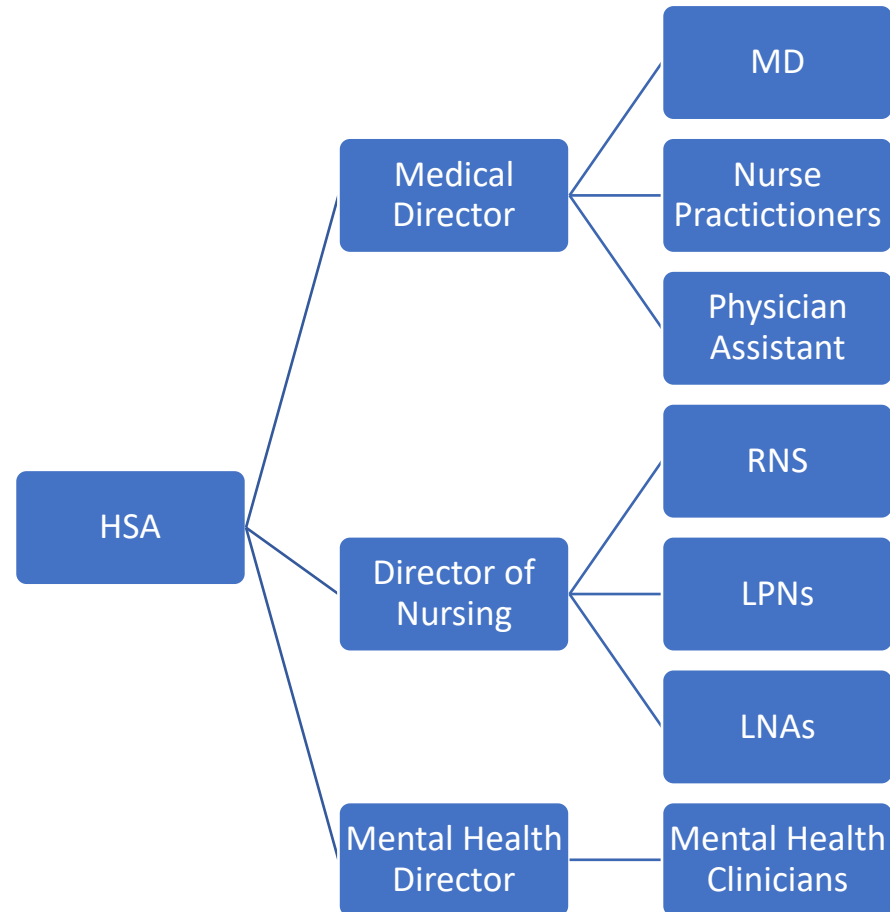 HSA
Medical
Director
MD
Nurse
Practictioners
Physician
Assistant
Director of
Nursing
RNS
LPNs
LNAs
Mental Health
Director
Mental Health
Clinicians